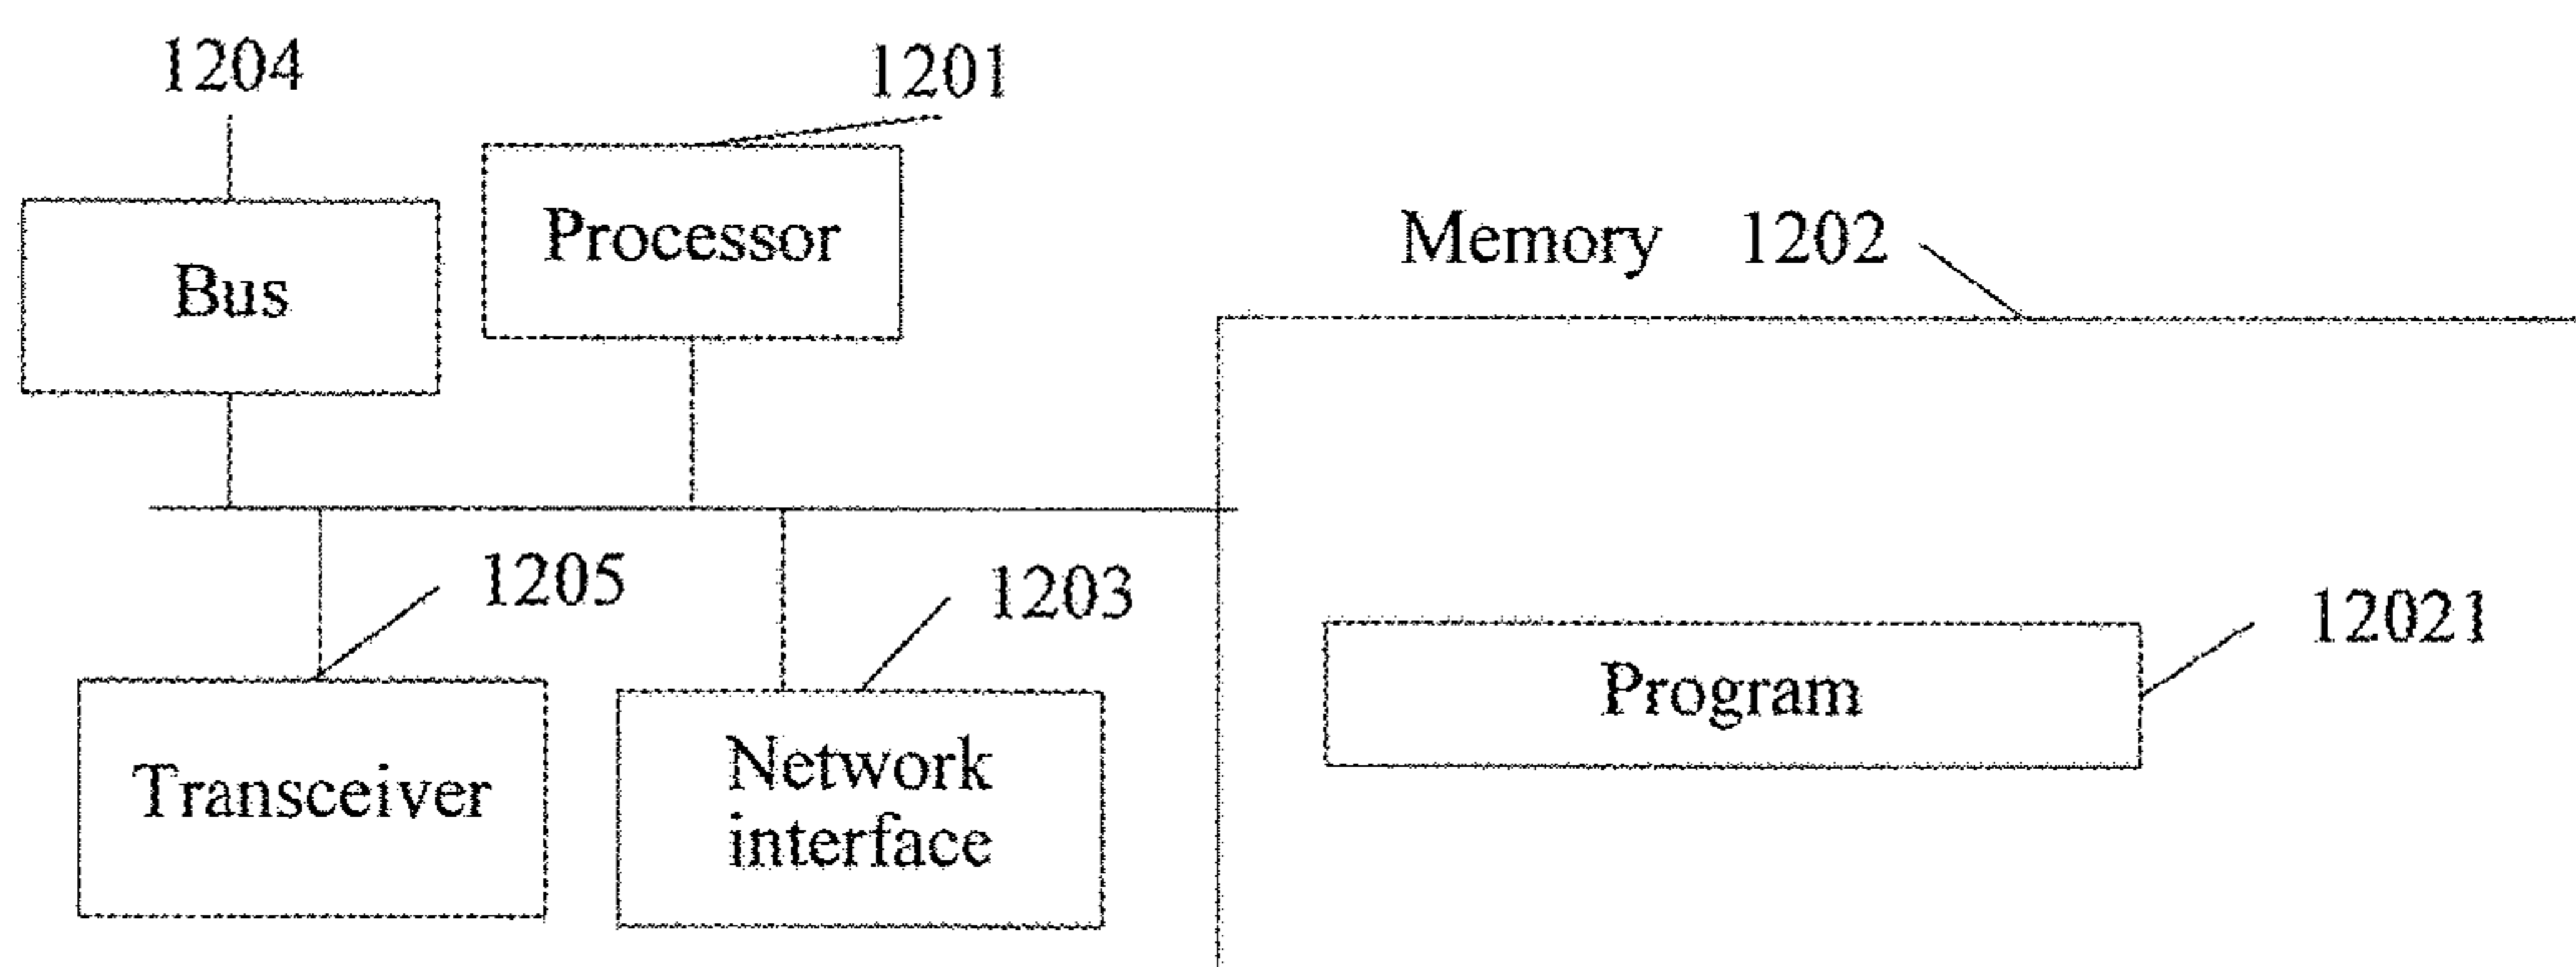 1204
1201
Bus
Processor
Memory 1202
1205
1203
12021
Transceiver
Network
interface
Program